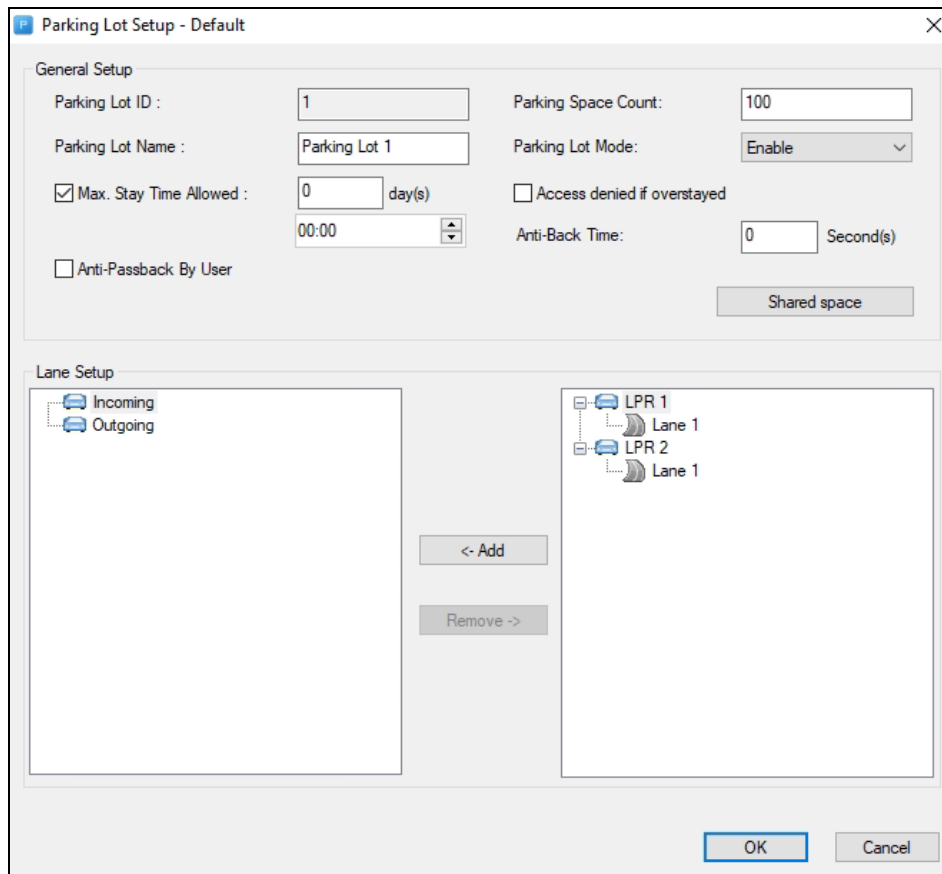 Parking Lot Setup - Default
General Setup
Parking Lot ID : 1 Parking Space Count: 100
Parking Lot Name : Parking Lot 1 Parking Lot Mode: Enable
Max. Stay Time Allowed : 0 day(s) Access denied if overstayed
00:00 Anti-Back Time: 0 Second(s)
Anti-Passback By User
Shared space
Lane Setup
Incoming LPR 1
Outgoing Lane 1
LPR 2
Lane 1
<- Add
Remove ->
OK Cancel